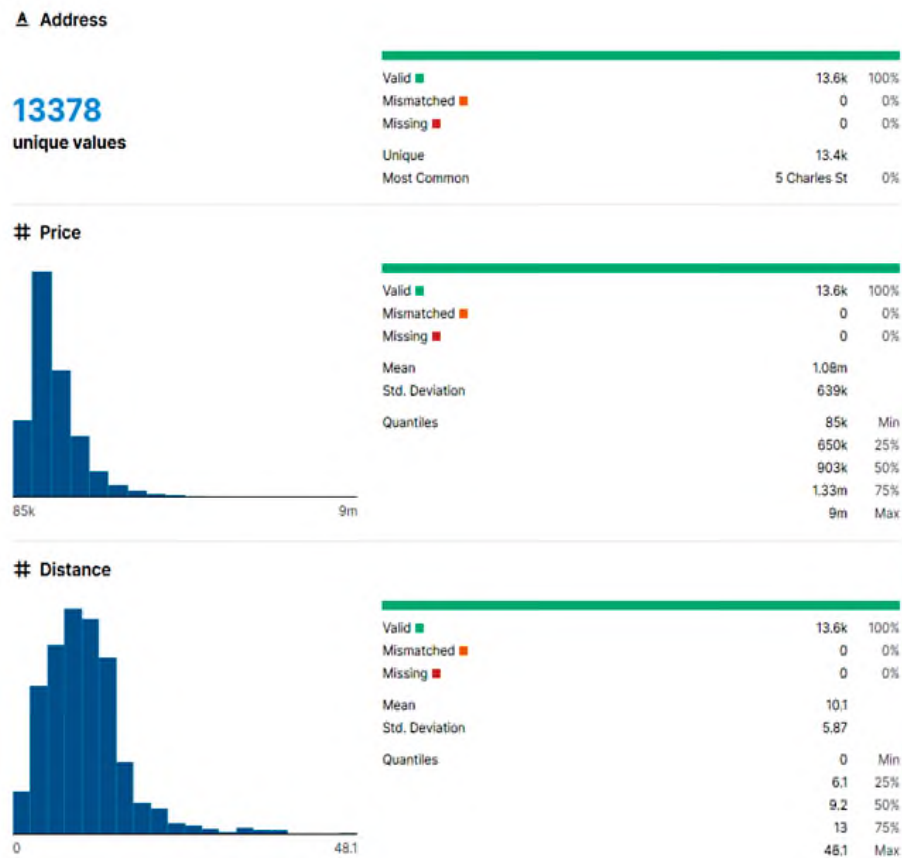 A Address
13378
unique values
Valid 13.6k 100%
Mismatched 0 0%
Missing 0 0%
Unique 13.4k
Most Common 5 Charles St 0%
# Price
85k 9m
Valid 13.6k 100%
Mismatched 0 0%
Missing 0 0%
Mean 1.08m
Std. Deviation 639k
Quantiles 85k Min
650k 25%
903k 50%
1.33m 75%
9m Max
# Distance
0 48.1
Valid 13.6k 100%
Mismatched 0 0%
Missing 0 0%
Mean 10.1
Std. Deviation 5.87
Quantiles 0 Min
6.1 25%
9.2 50%
13 75%
48.1 Max